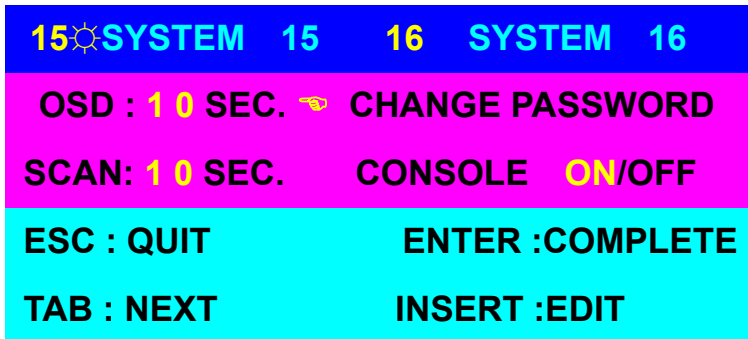 15☼SYSTEM 15 16 SYSTEM 16
OSD : 1 0 SEC. ☜ CHANGE PASSWORD
SCAN: 1 0 SEC. CONSOLE ON/OFF
ESC : QUIT ENTER :COMPLETE
TAB : NEXT INSERT :EDIT